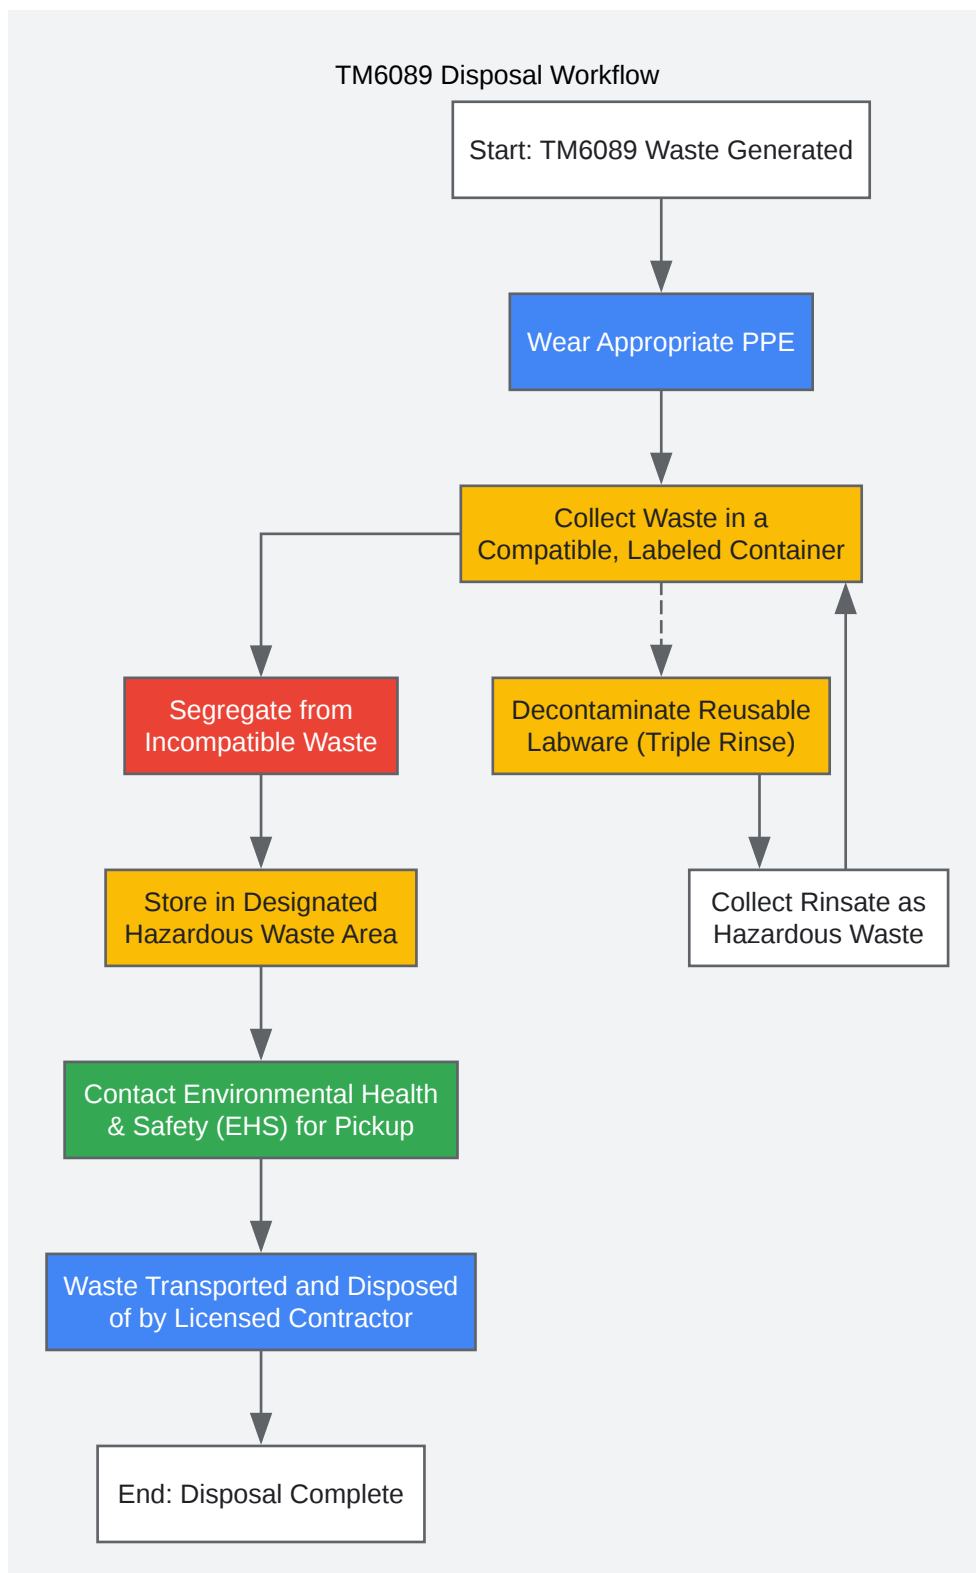 TM6089 Disposal Workflow
Start: TM6089 Waste Generated
Wear Appropriate PPE
Collect Waste in a
Compatible, Labeled Container
Segregate from
Incompatible Waste
Decontaminate Reusable
Labware (Triple Rinse)
Store in Designated
Hazardous Waste Area
Collect Rinsate as
Hazardous Waste
Contact Environmental Health
& Safety (EHS) for Pickup
Waste Transported and Disposed
of by Licensed Contractor
End: Disposal Complete